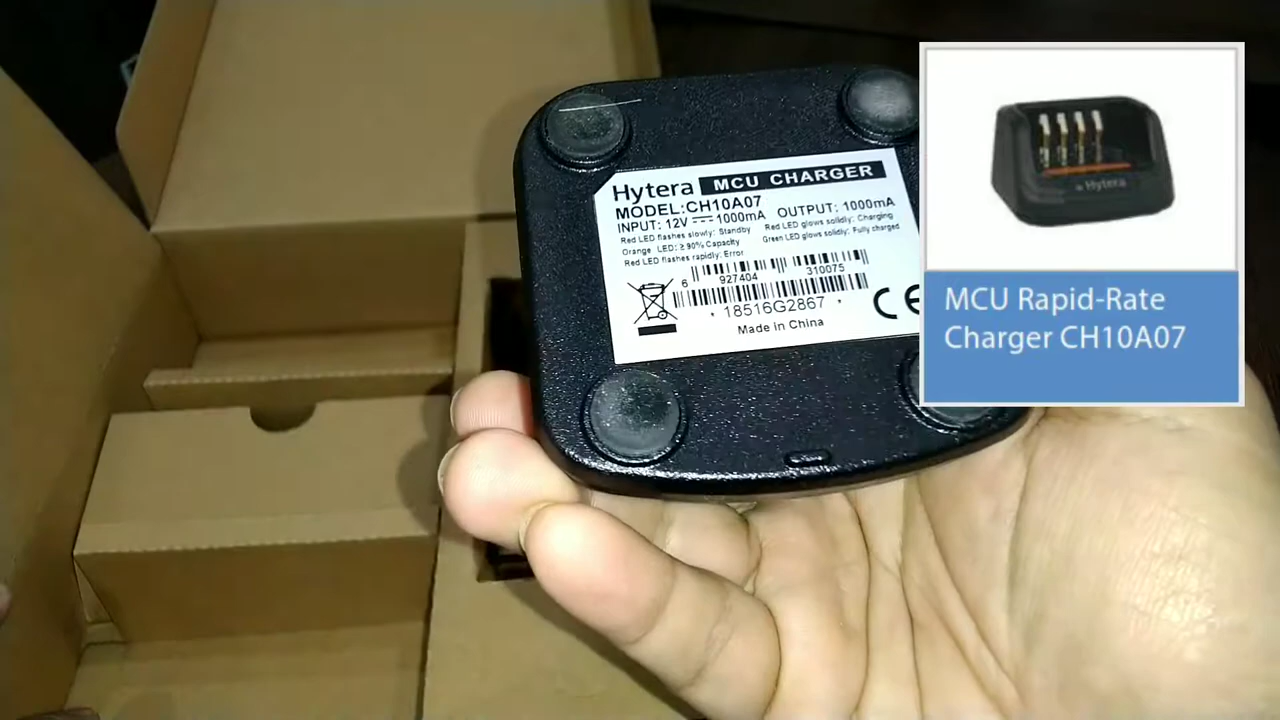 Hytera MCU CHARGER
MODEL:CH10A07
INPUT: 12V ⎓ 1000mA OUTPUT: 1000mA
Red LED flashes slowly: Standby Red LED glows solidly: Charging
Orange LED: ≥ 90% Capacity Green LED glows solidly: Fully charged
Red LED flashes rapidly: Error
6 927404 310075
* 18516G2867 *
Made in China
CE
Hytera
MCU Rapid-Rate
Charger CH10A07